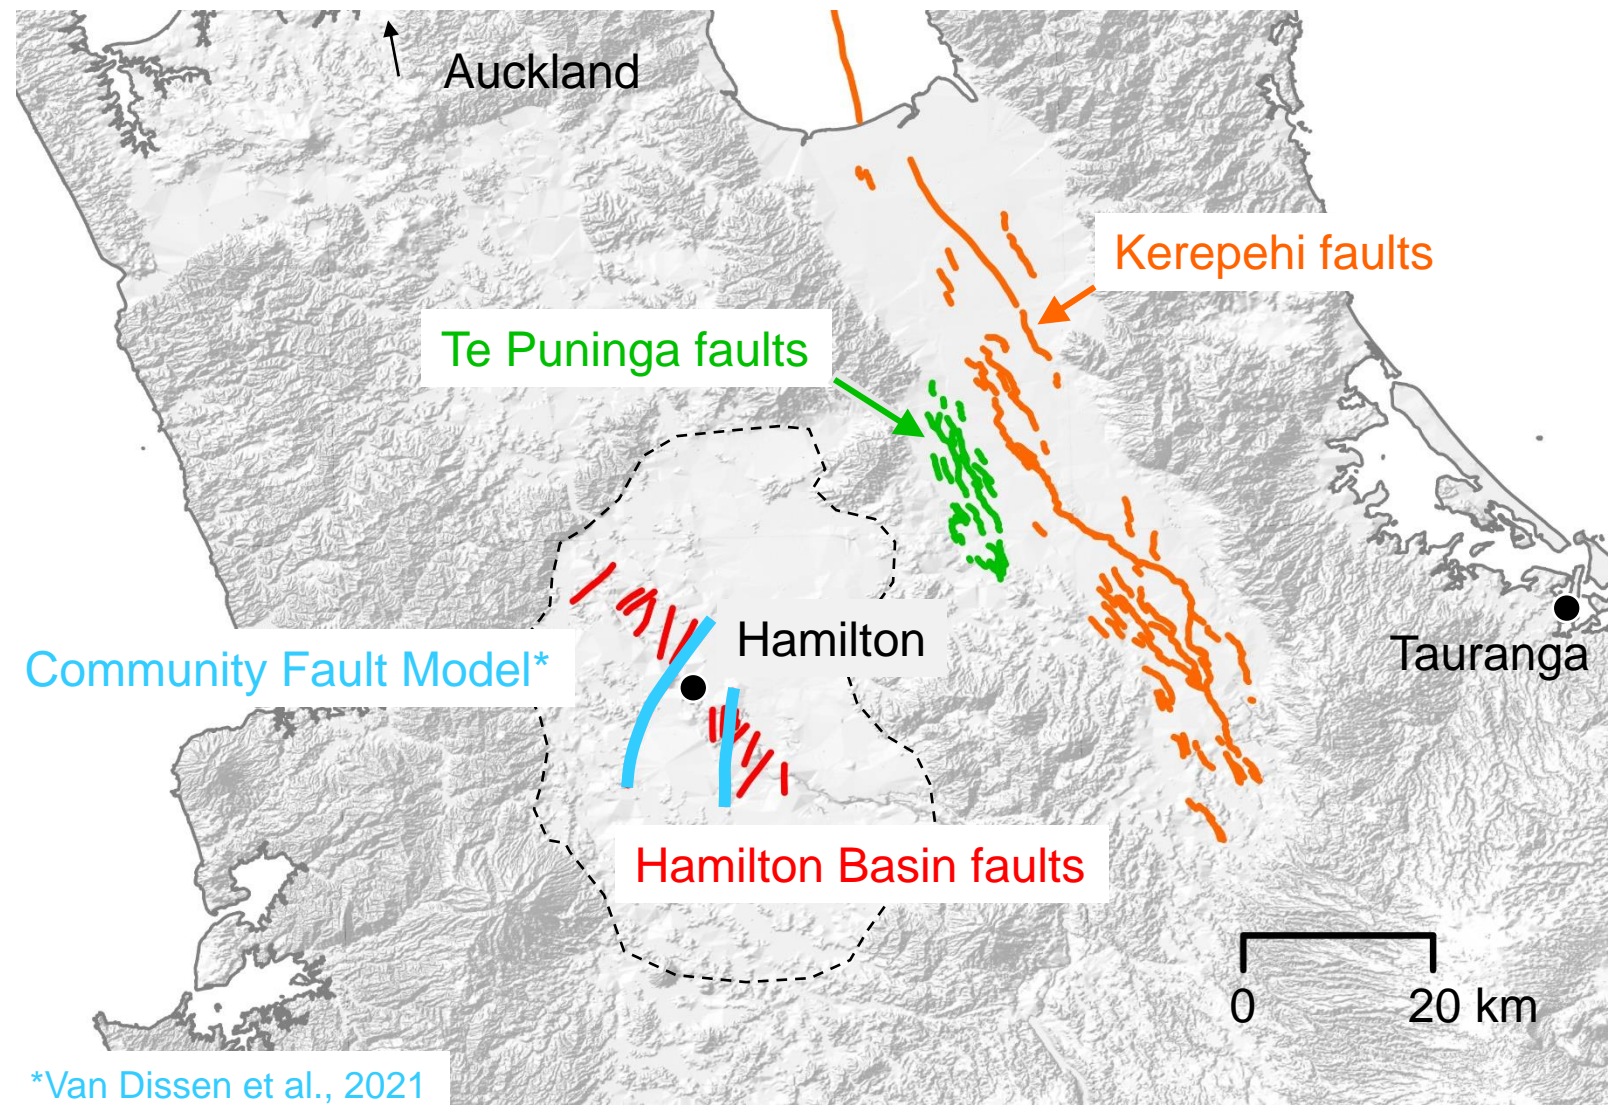 Auckland
Kerepehi faults
Te Puninga faults
Hamilton
Community Fault Model*
Tauranga
Hamilton Basin faults
0 20 km
*Van Dissen et al., 2021